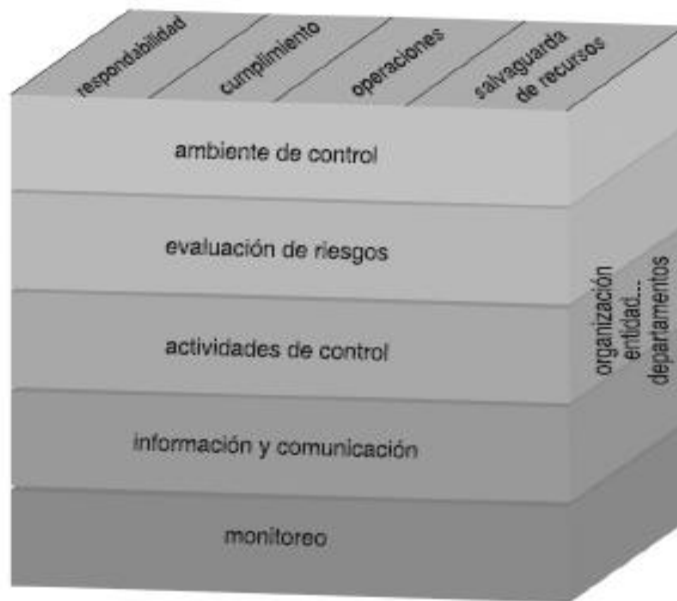 respondabilidad
cumplimiento
operaciones
salvaguarda
de recursos
ambiente de control
evaluación de riesgos
actividades de control
información y comunicación
monitoreo
organización
entidad...
departamentos